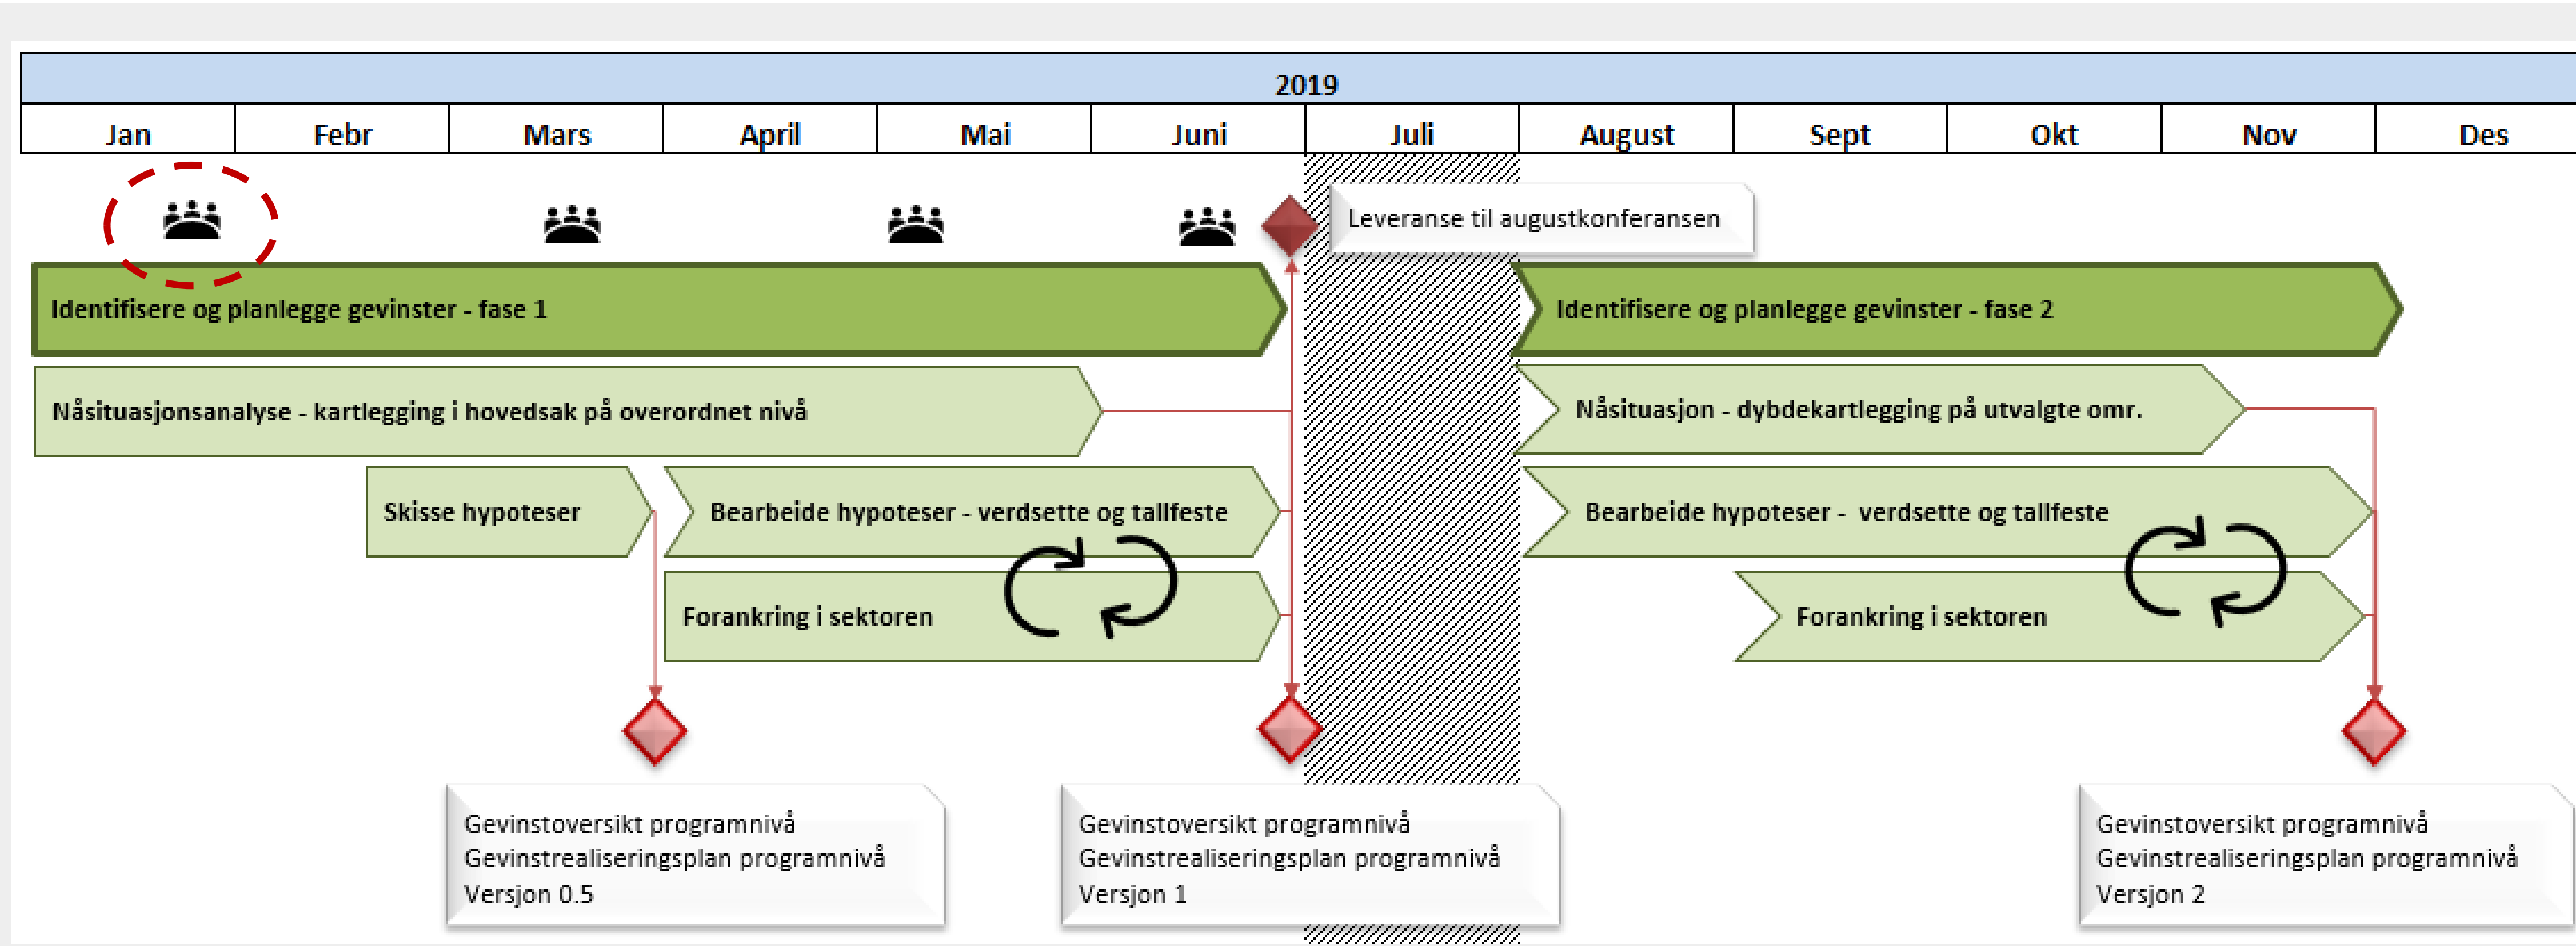 2019
Jan Febr Mars April Mai Juni Juli August Sept Okt Nov Des
Leveranse til augustkonferansen
Identifisere og planlegge gevinster - fase 1
Identifisere og planlegge gevinster - fase 2
Nåsituasjonsanalyse - kartlegging i hovedsak på overordnet nivå
Nåsituasjon - dybdekartlegging på utvalgte omr.
Skisse hypoteser
Bearbeide hypoteser - verdsette og tallfeste
Bearbeide hypoteser - verdsette og tallfeste
Forankring i sektoren
Forankring i sektoren
Gevinstoversikt programnivå
Gevinstrealiseringsplan programnivå
Versjon 0.5
Gevinstoversikt programnivå
Gevinstrealiseringsplan programnivå
Versjon 1
Gevinstoversikt programnivå
Gevinstrealiseringsplan programnivå
Versjon 2